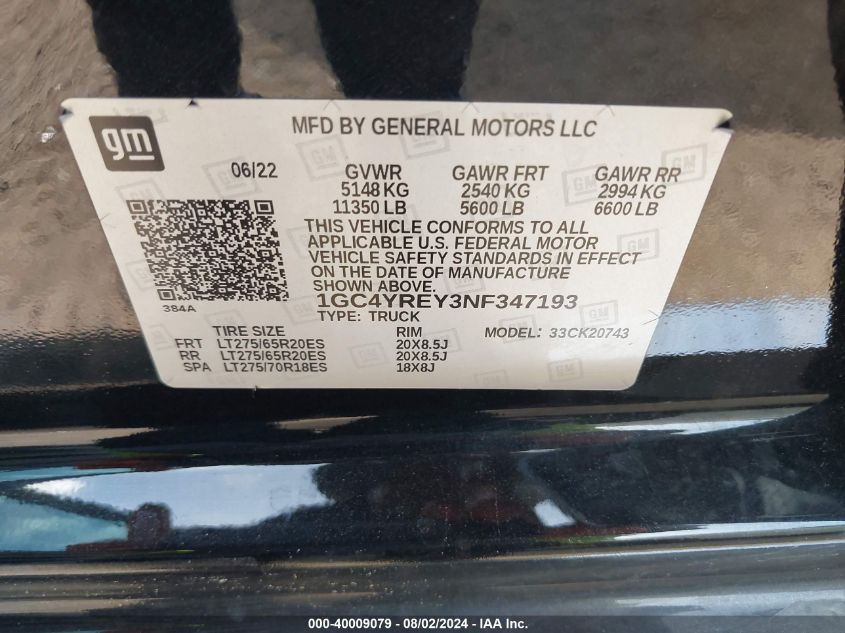 gm
MFD BY GENERAL MOTORS LLC
06/22
GVWR GAWR FRT GAWR RR
5148 KG 2540 KG 2994 KG
11350 LB 5600 LB 6600 LB
THIS VEHICLE CONFORMS TO ALL
APPLICABLE U.S. FEDERAL MOTOR
VEHICLE SAFETY STANDARDS IN EFFECT
ON THE DATE OF MANUFACTURE
SHOWN ABOVE.
1GC4YREY3NF347193
384A
TYPE: TRUCK MODEL: 33CK20743
TIRE SIZE RIM
FRT LT275/65R20ES 20X8.5J
RR LT275/65R20ES 20X8.5J
SPA LT275/70R18ES 18X8J
000-40009079 - 08/02/2024 - IAA Inc.